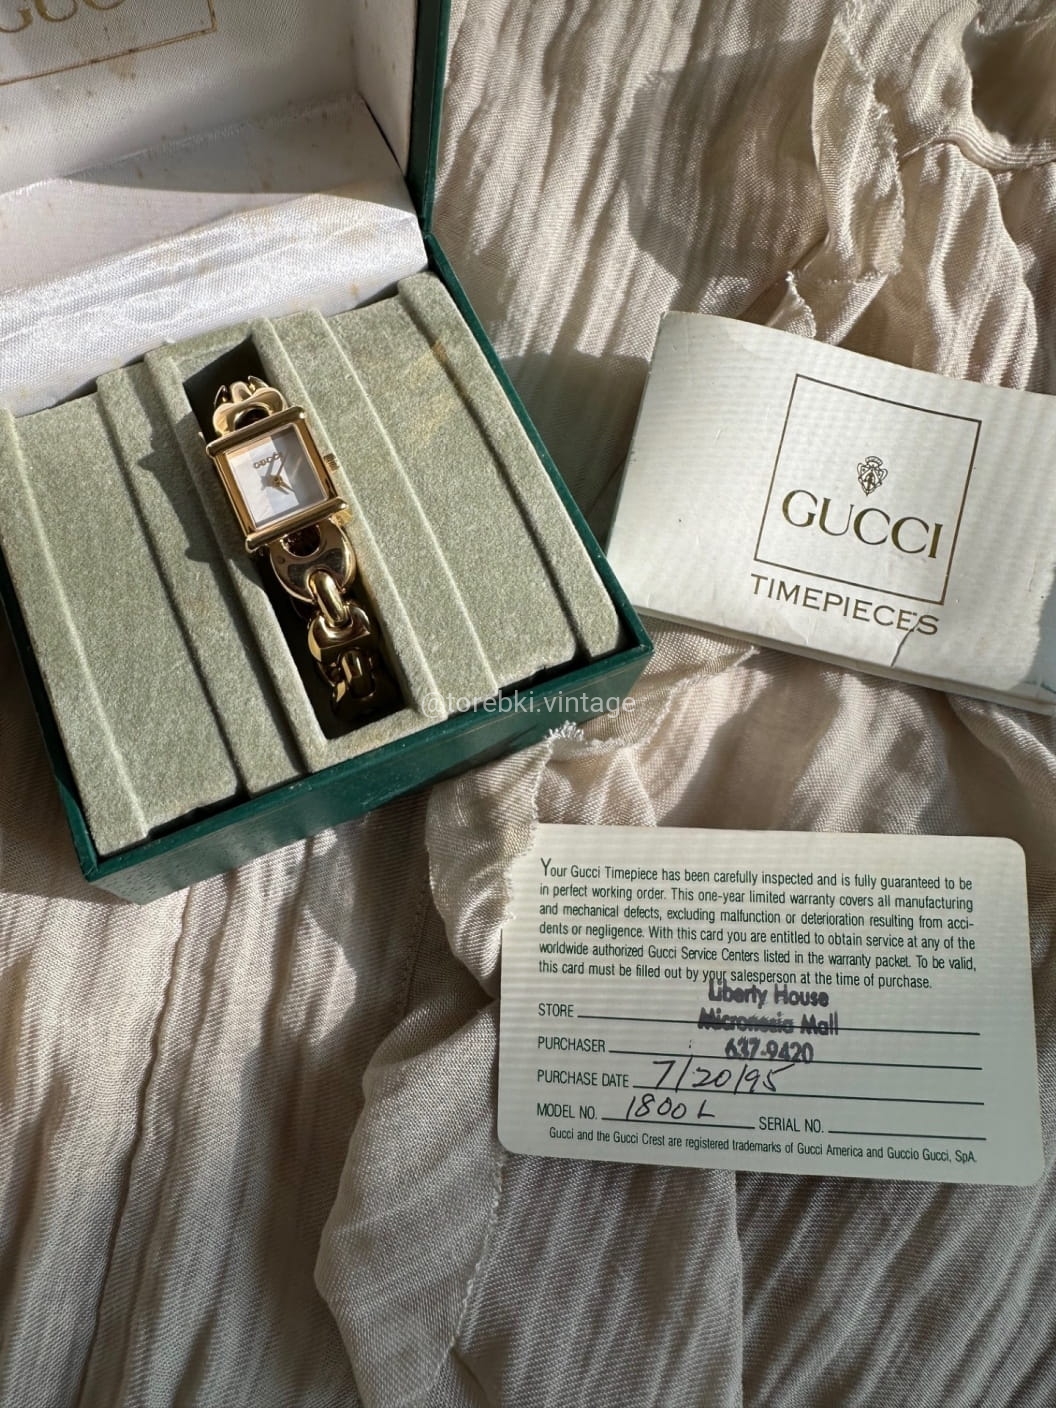 GUCCI
GUCCI
GUCCI
TIMEPIECES
@torebki.vintage
Your Gucci Timepiece has been carefully inspected and is fully guaranteed to be
in perfect working order. This one-year limited warranty covers all manufacturing
and mechanical defects, excluding malfunction or deterioration resulting from acci-
dents or negligence. With this card you are entitled to obtain service at any of the
worldwide authorized Gucci Service Centers listed in the warranty packet. To be valid,
this card must be filled out by your salesperson at the time of purchase.
Liberty House
STORE Micronesia Mall
PURCHASER 637-9420
PURCHASE DATE 7/20/95
MODEL NO. 1800L SERIAL NO.
Gucci and the Gucci Crest are registered trademarks of Gucci America and Guccio Gucci, SpA.